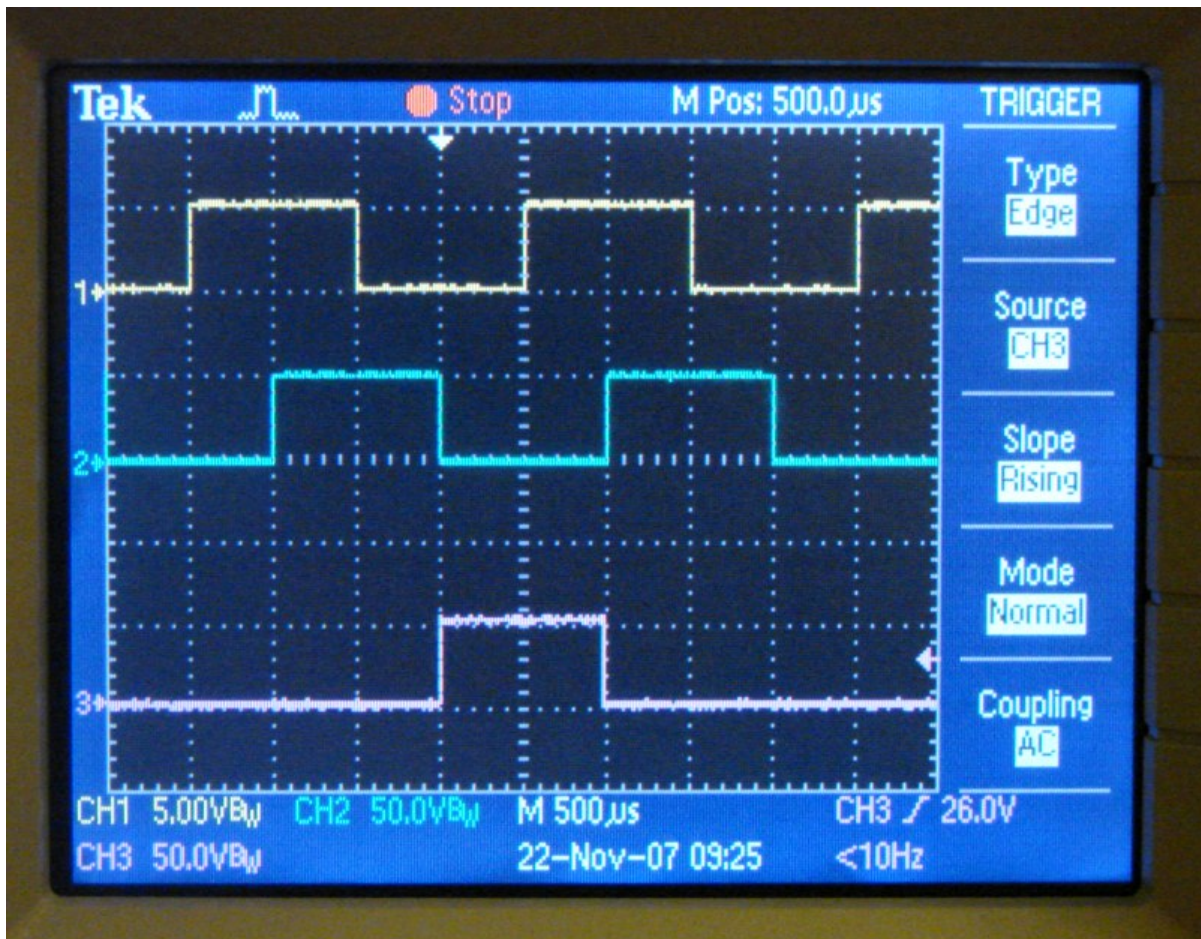 Tek Stop M Pos: 500.0µs TRIGGER
Type
Edge
1
Source
CH3
Slope
2
Rising
Mode
Normal
3
Coupling
AC
CH1 5.00VBW CH2 50.0VBW M 500µs CH3 26.0V
CH3 50.0VBW 22-Nov-07 09:25 <10Hz